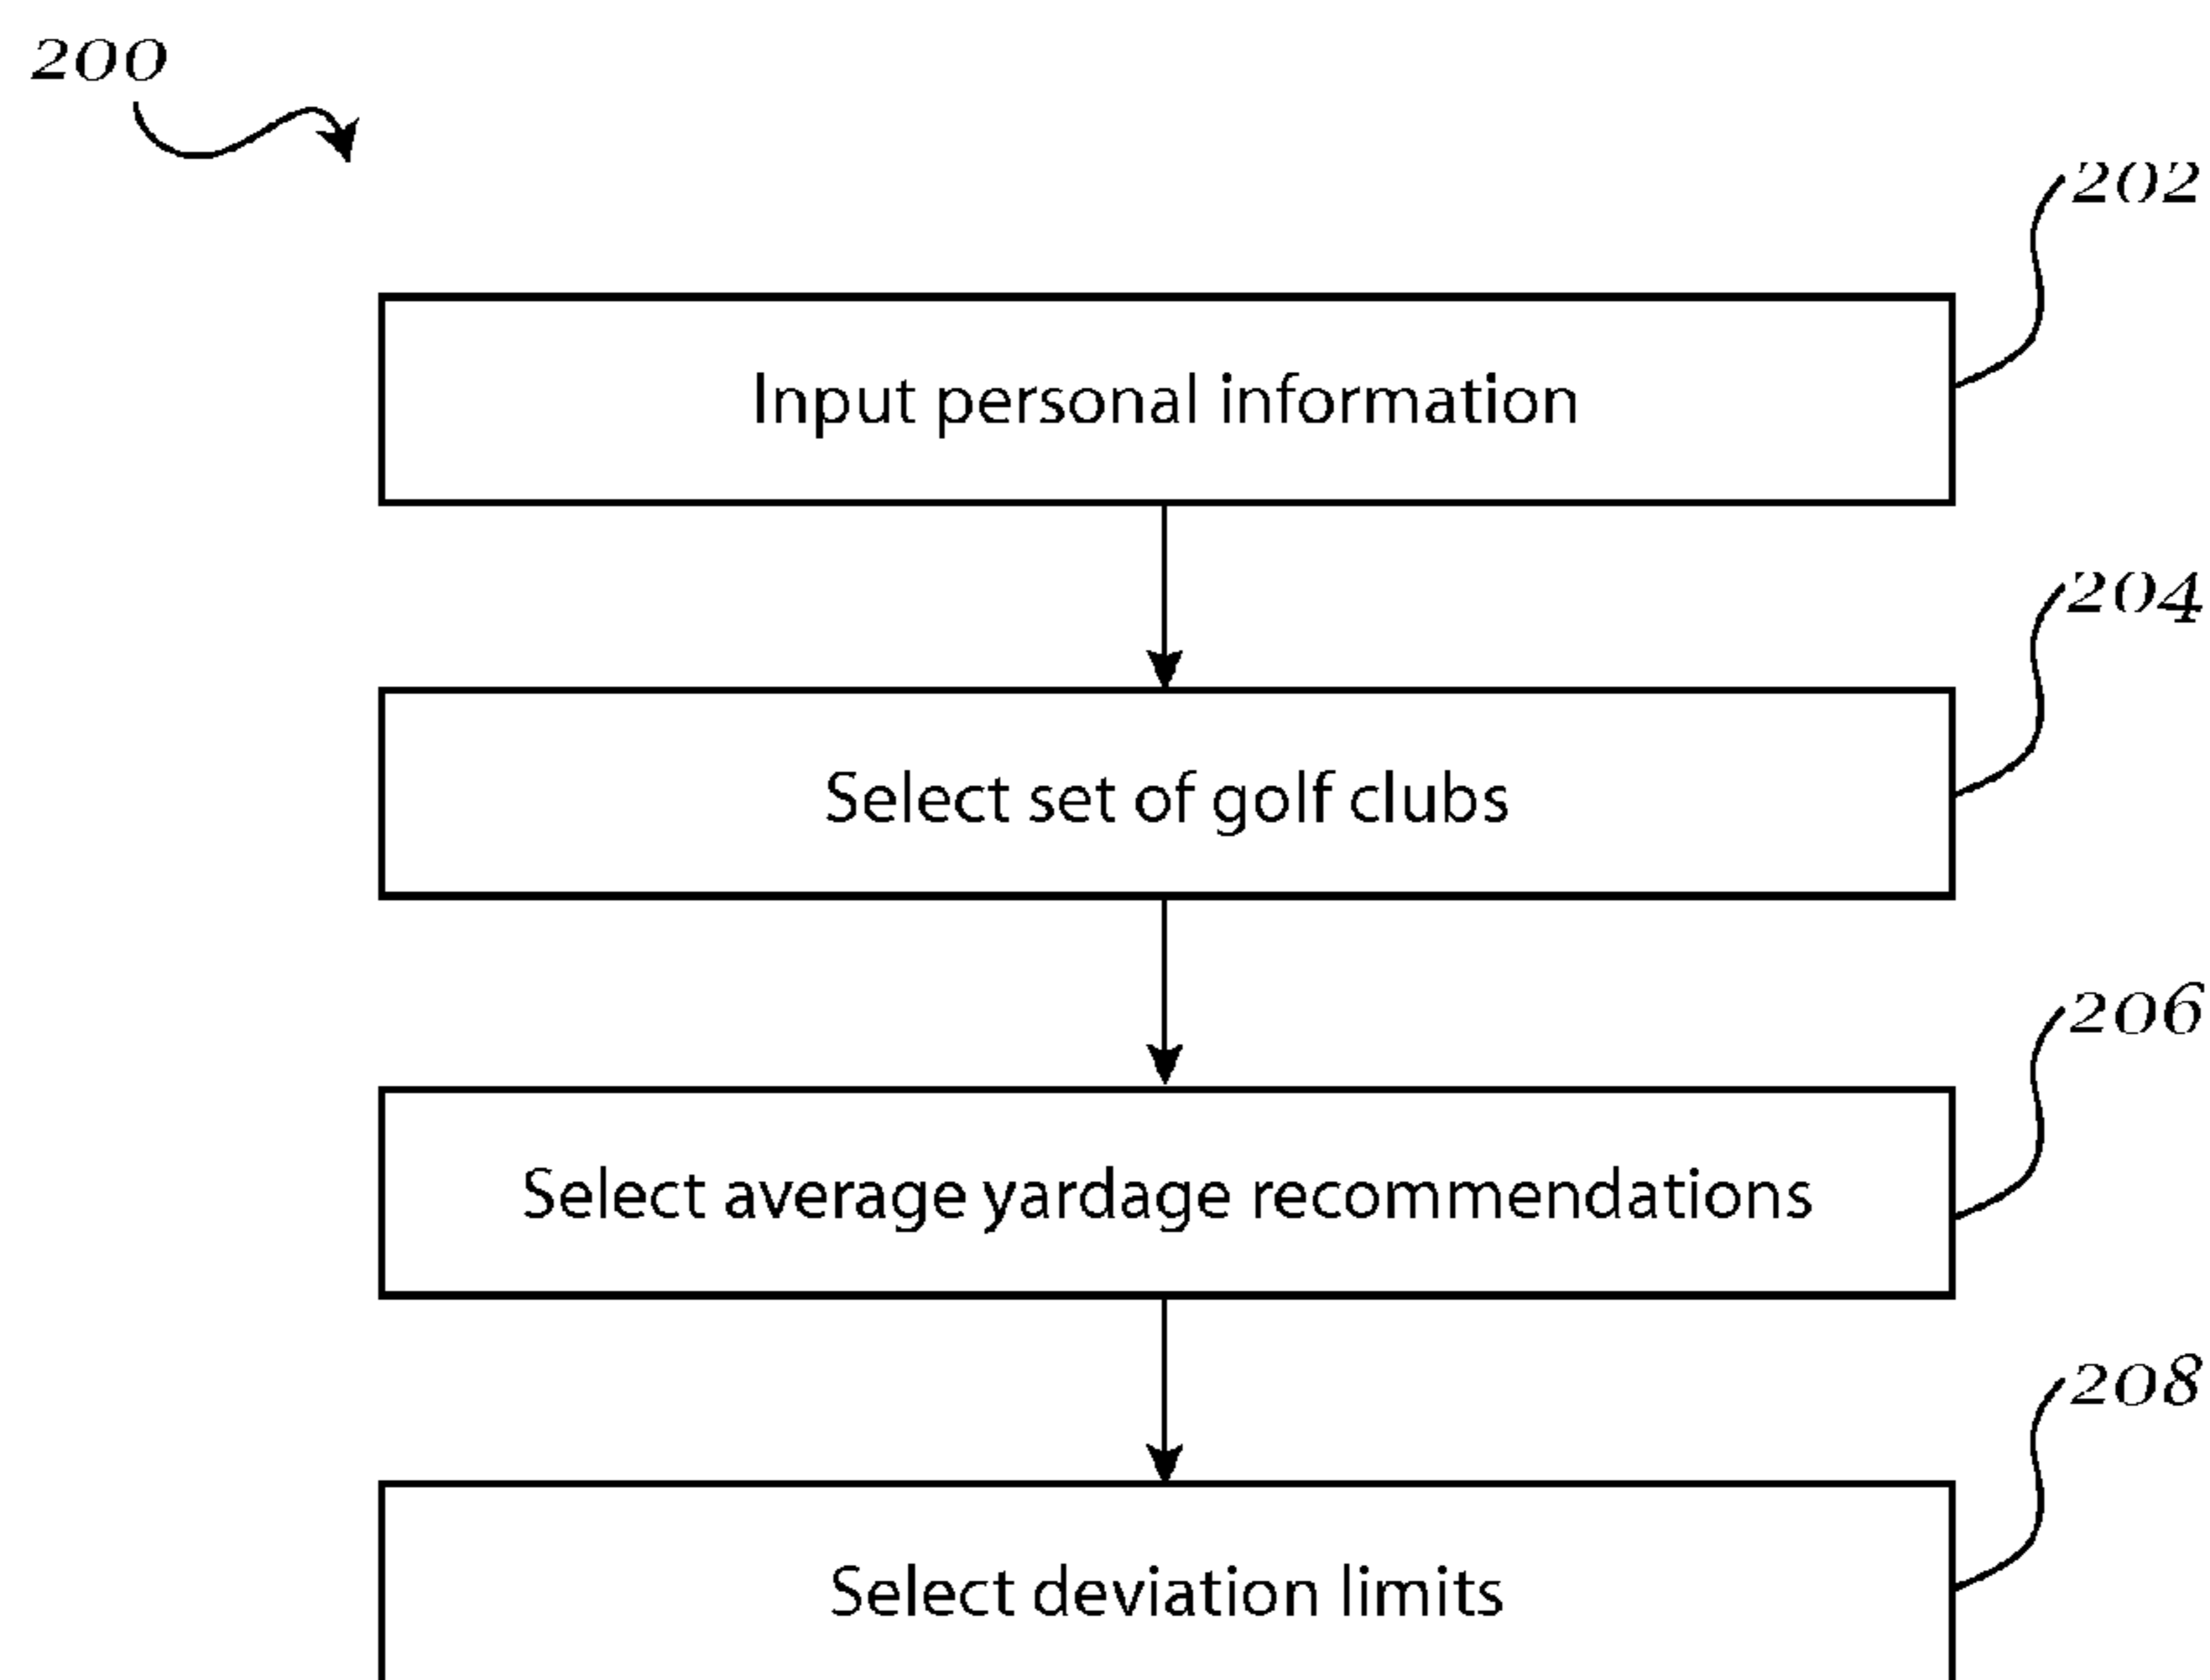 200
202
Input personal information
204
Select set of golf clubs
206
Select average yardage recommendations
208
Select deviation limits